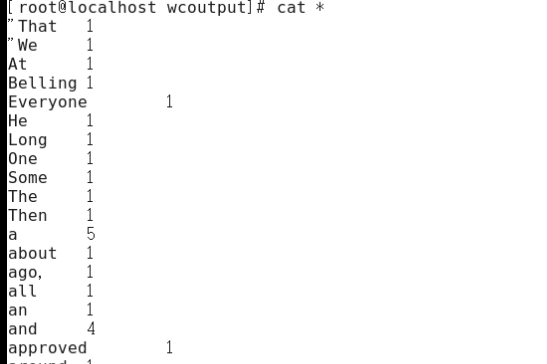 [root@localhost wcoutput]# cat *
"That 1
"We 1
At 1
Belling 1
Everyone 1
He 1
Long 1
One 1
Some 1
The 1
Then 1
a 5
about 1
ago, 1
all 1
an 1
and 4
approved 1